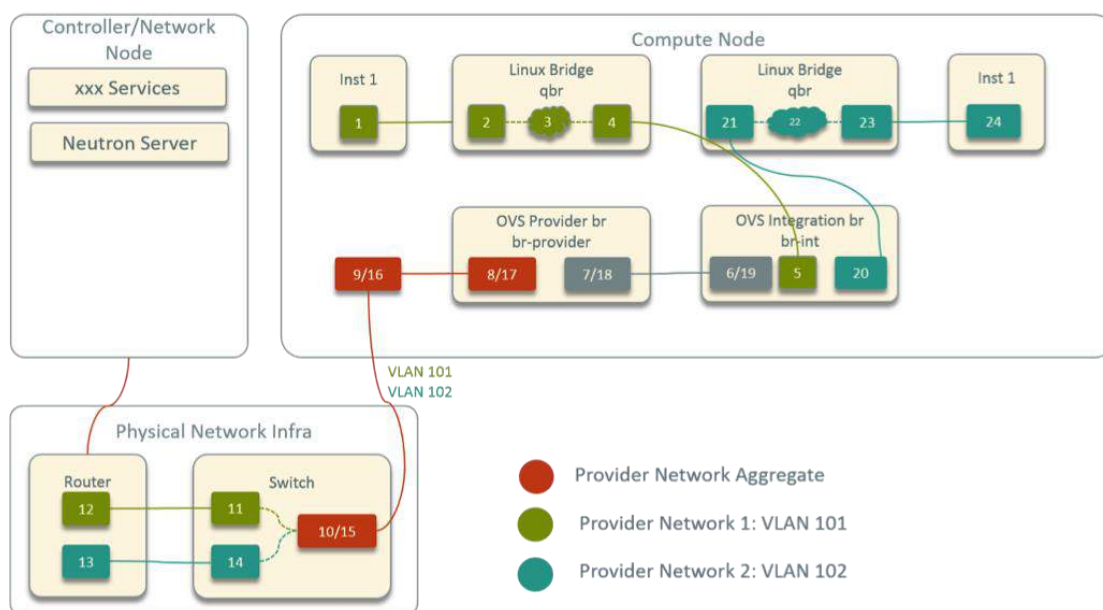 Controller/Network
Node
xxx Services
Neutron Server
Compute Node
Inst 1
1
Linux Bridge
qbr
2
3
4
Linux Bridge
qbr
21
22
23
Inst 1
24
OVS Provider br
br-provider
9/16
8/17
7/18
OVS Integration br
br-int
6/19
5
20
VLAN 101
VLAN 102
Physical Network Infra
Router
12
13
Switch
11
10/15
14
Provider Network Aggregate
Provider Network 1: VLAN 101
Provider Network 2: VLAN 102